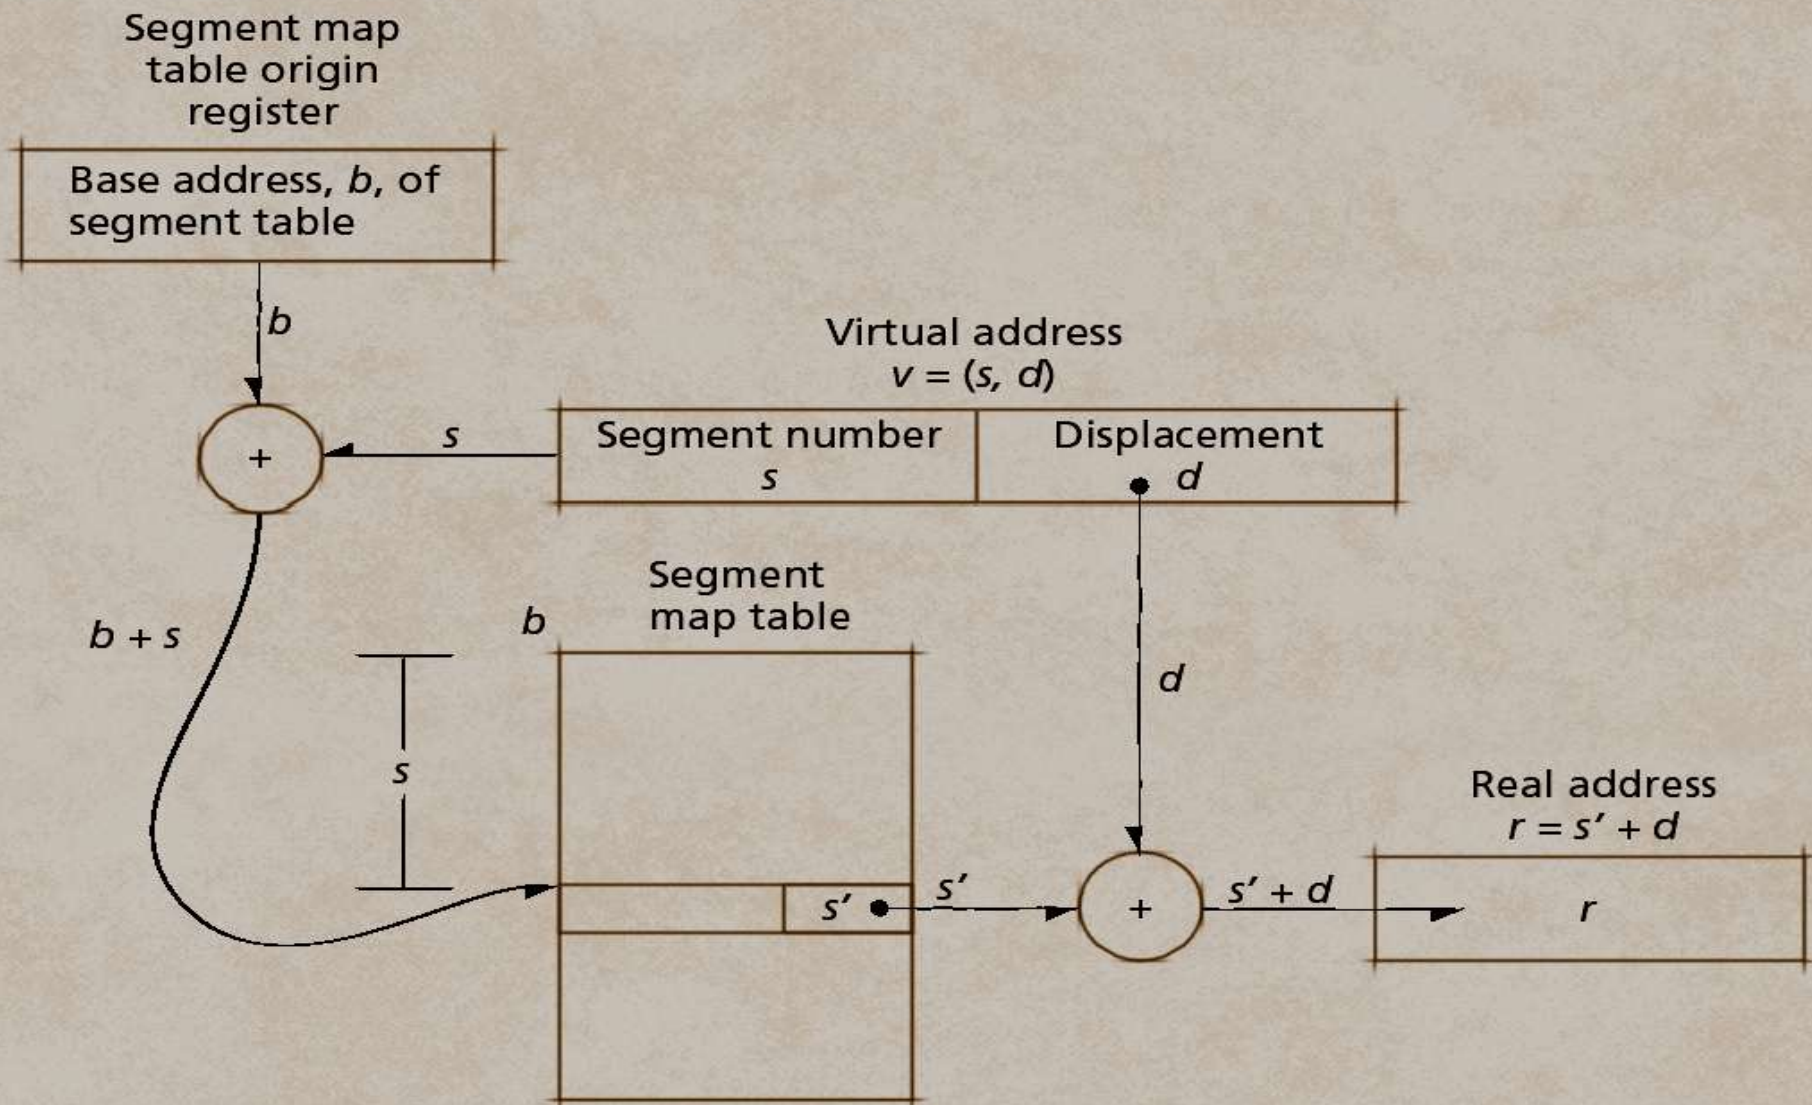 Segment map
table origin
register
Base address, b, of
segment table
b
Virtual address
v = (s, d)
s
Segment number
s
Displacement
d
+
Segment
map table
b
b + s
d
s
Real address
r = s′ + d
s′
s′
+
s′ + d
r